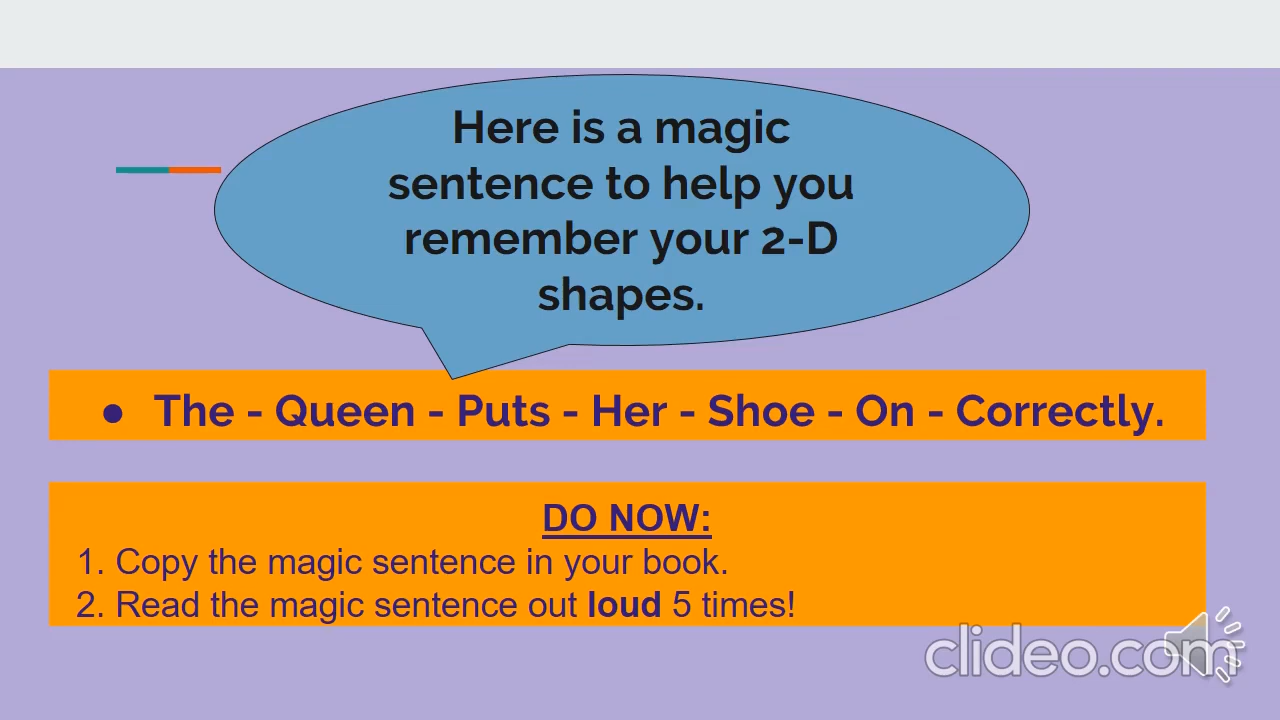 Here is a magic
sentence to help you
remember your 2-D
shapes.
● The - Queen - Puts - Her - Shoe - On - Correctly.
DO NOW:
1. Copy the magic sentence in your book.
2. Read the magic sentence out loud 5 times!
clideo.com